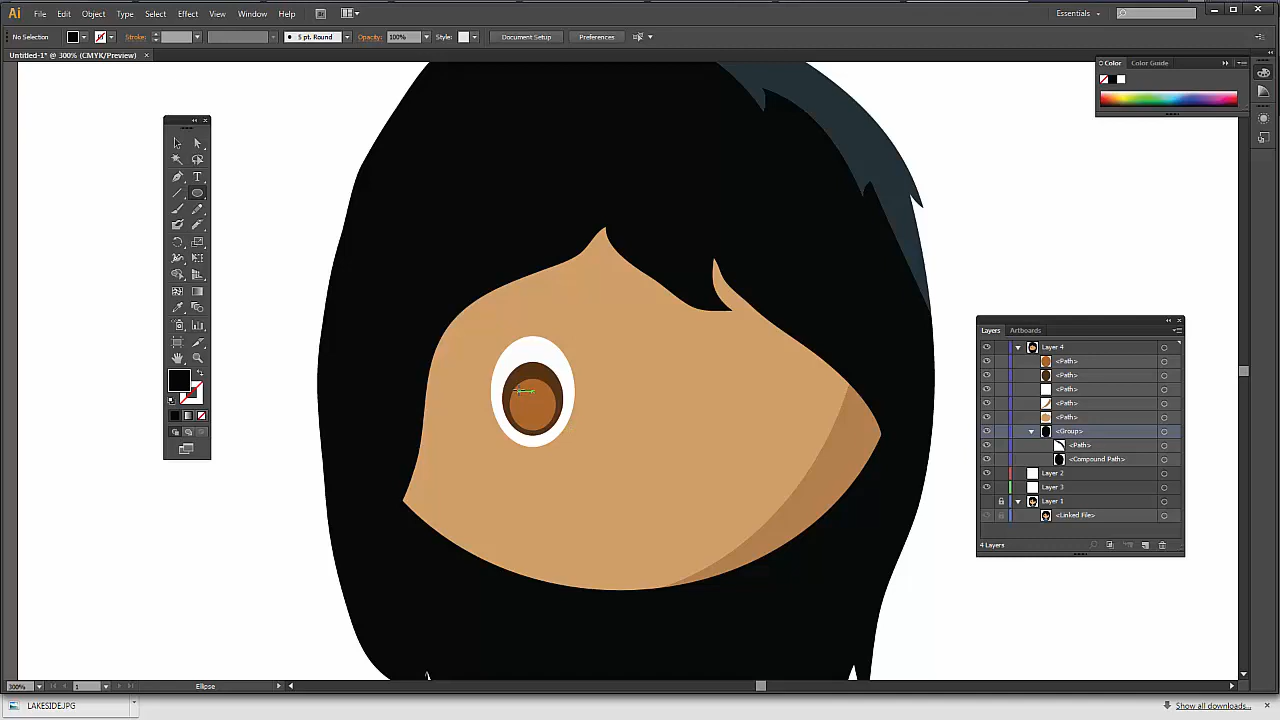 Ai File Edit Object Type Select Effect View Window Help Essentials
No Selection Stroke: 5 pt. Round Opacity: 100% Style: Document Setup Preferences
Untitled-1* @ 300% (CMYK/Preview)
Color Color Guide
T
Layers Artboards
Layer 4
<Path>
<Path>
<Path>
<Path>
<Path>
<Group>
<Path>
<Compound Path>
Layer 2
Layer 3
Layer 1
<Linked File>
4 Layers
300% 1 Ellipse
LAKESIDE.JPG Show all downloads...